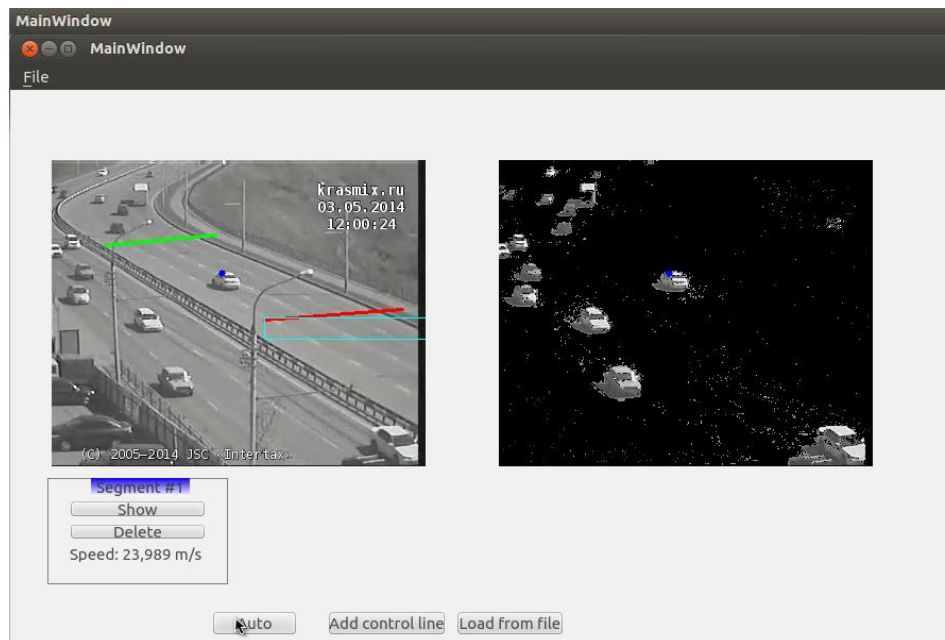 MainWindow
MainWindow
File
krasmix.ru
03.05.2014
12:00:24
(C) 2005–2014 JSC «Intertax»
Segment #1
Show
Delete
Speed: 23,989 m/s
Auto
Add control line
Load from file